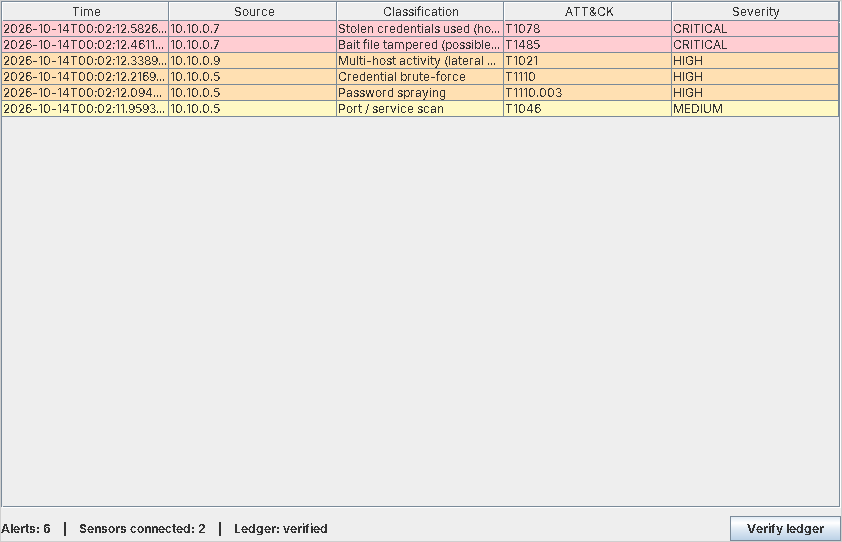 Time Source Classification ATT&CK Severity
2026-10-14T00:02:12.5826... 10.10.0.7 Stolen credentials used (ho... T1078 CRITICAL
2026-10-14T00:02:12.4611... 10.10.0.7 Bait file tampered (possible... T1485 CRITICAL
2026-10-14T00:02:12.3389... 10.10.0.9 Multi-host activity (lateral ... T1021 HIGH
2026-10-14T00:02:12.2169... 10.10.0.5 Credential brute-force T1110 HIGH
2026-10-14T00:02:12.094... 10.10.0.5 Password spraying T1110.003 HIGH
2026-10-14T00:02:11.9593... 10.10.0.5 Port / service scan T1046 MEDIUM
Alerts: 6 | Sensors connected: 2 | Ledger: verified Verify ledger